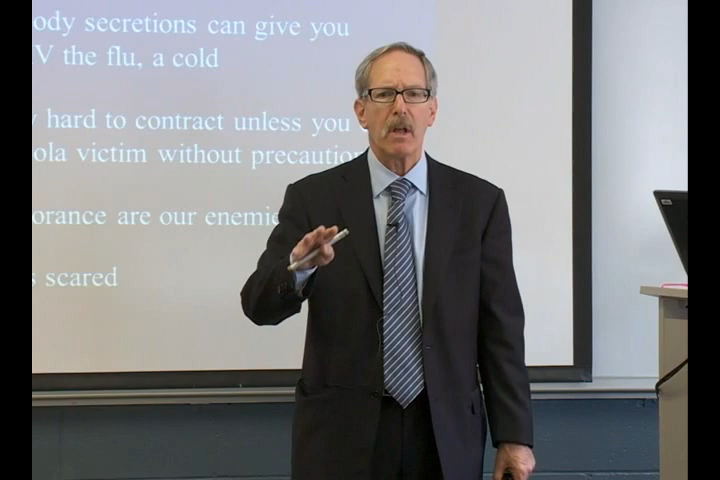 ody secretions can give you
V the flu, a cold
hard to contract unless you
ola victim without precaution
orance are our enemie
s scared